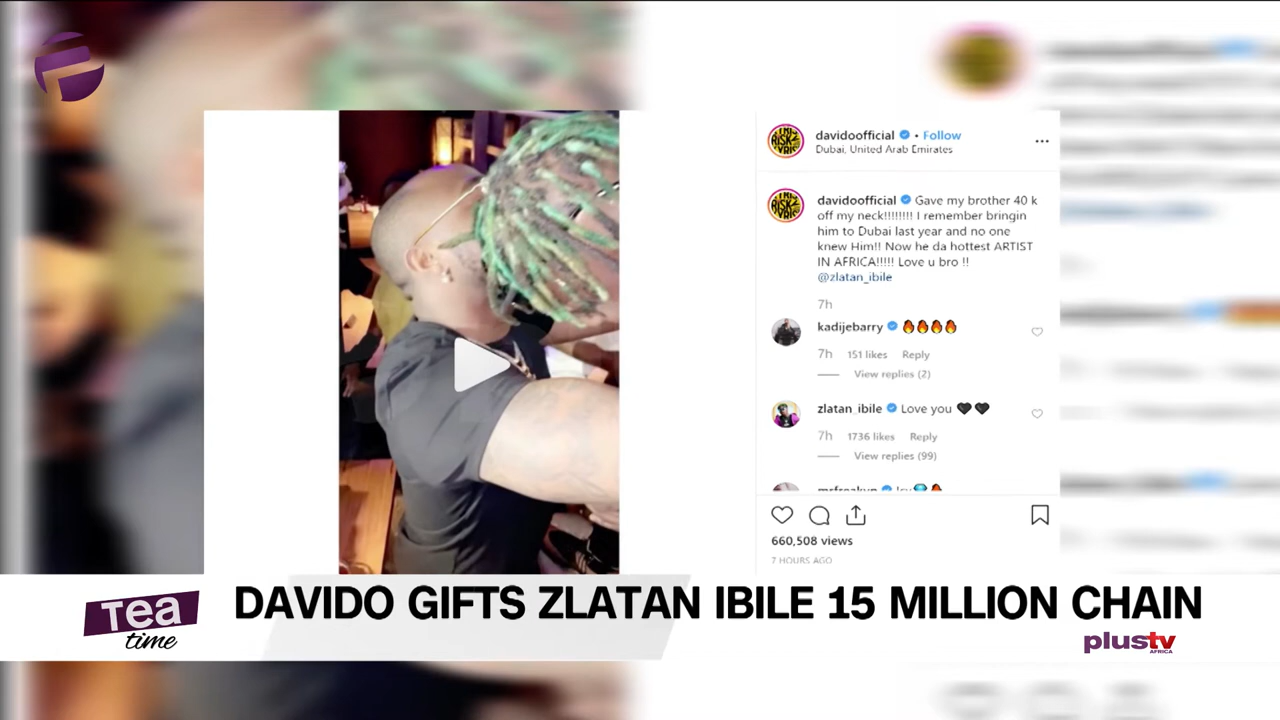 davidoofficial • Follow
Dubai, United Arab Emirates
davidoofficial Gave my brother 40 k
off my neck!!!!!!!! I remember bringin
him to Dubai last year and no one
knew Him!! Now he da hottest ARTIST
IN AFRICA!!!!! Love u bro !!
@zlatan_ibile
7h
kadijebarry 🔥🔥🔥🔥
7h 151 likes Reply
View replies (2)
zlatan_ibile Love you 🖤🖤
7h 1736 likes Reply
View replies (99)
660,508 views
7 HOURS AGO
Tea
time
DAVIDO GIFTS ZLATAN IBILE 15 MILLION CHAIN
plustv
AFRICA